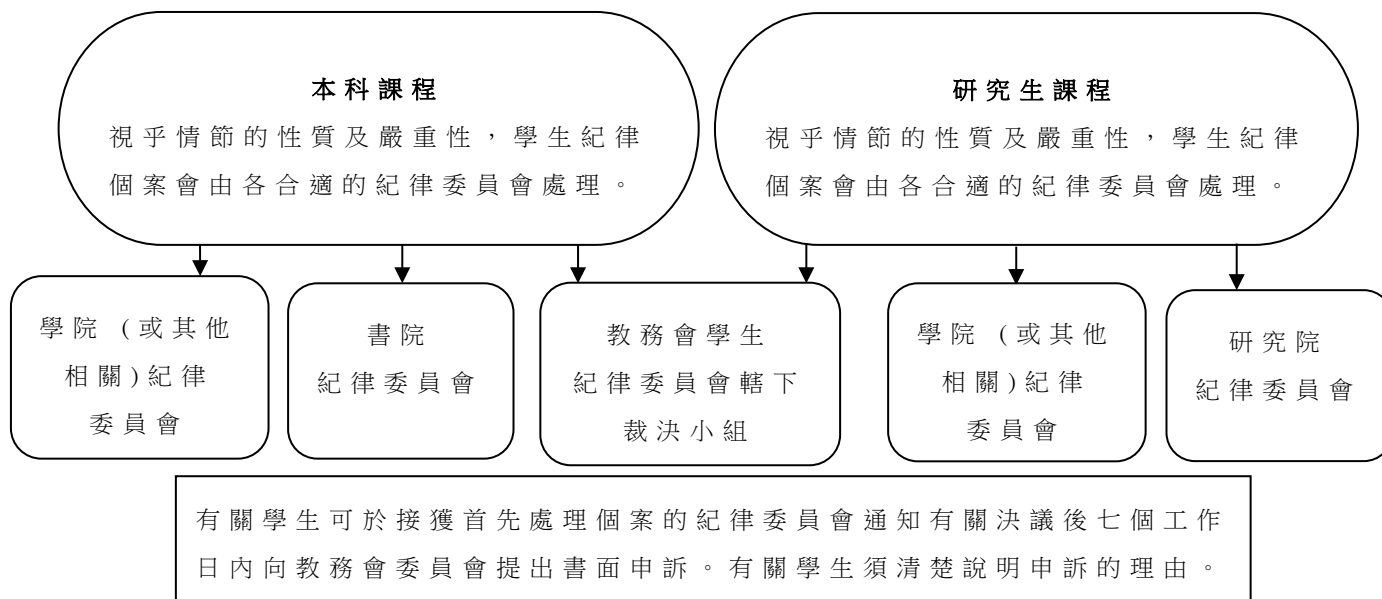 本科課程
視乎情節的性質及嚴重性，學生紀律
個案會由各合適的紀律委員會處理。
研究生課程
視乎情節的性質及嚴重性，學生紀律
個案會由各合適的紀律委員會處理。
學院 (或其他
相關)紀律
委員會
書院
紀律委員會
教務會學生
紀律委員會轄下
裁決小組
學院 (或其他
相關)紀律
委員會
研究院
紀律委員會
有關學生可於接獲首先處理個案的紀律委員會通知有關決議後七個工作
日內向教務會委員會提出書面申訴。有關學生須清楚說明申訴的理由。